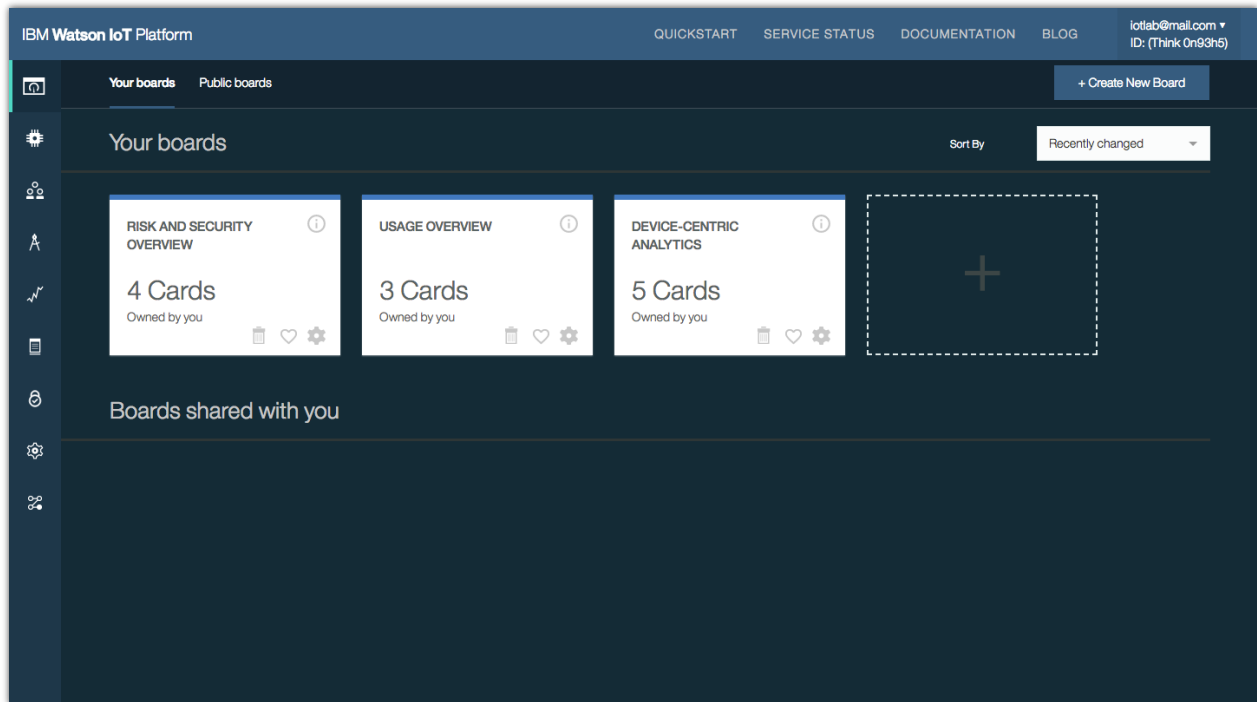 IBM Watson IoT Platform
QUICKSTART SERVICE STATUS DOCUMENTATION BLOG
iotlab@mail.com ▾
ID: (Think 0n93h5)
Your boards Public boards
+ Create New Board
Your boards
Sort By Recently changed
RISK AND SECURITY
OVERVIEW
4 Cards
Owned by you
USAGE OVERVIEW
3 Cards
Owned by you
DEVICE-CENTRIC
ANALYTICS
5 Cards
Owned by you
Boards shared with you